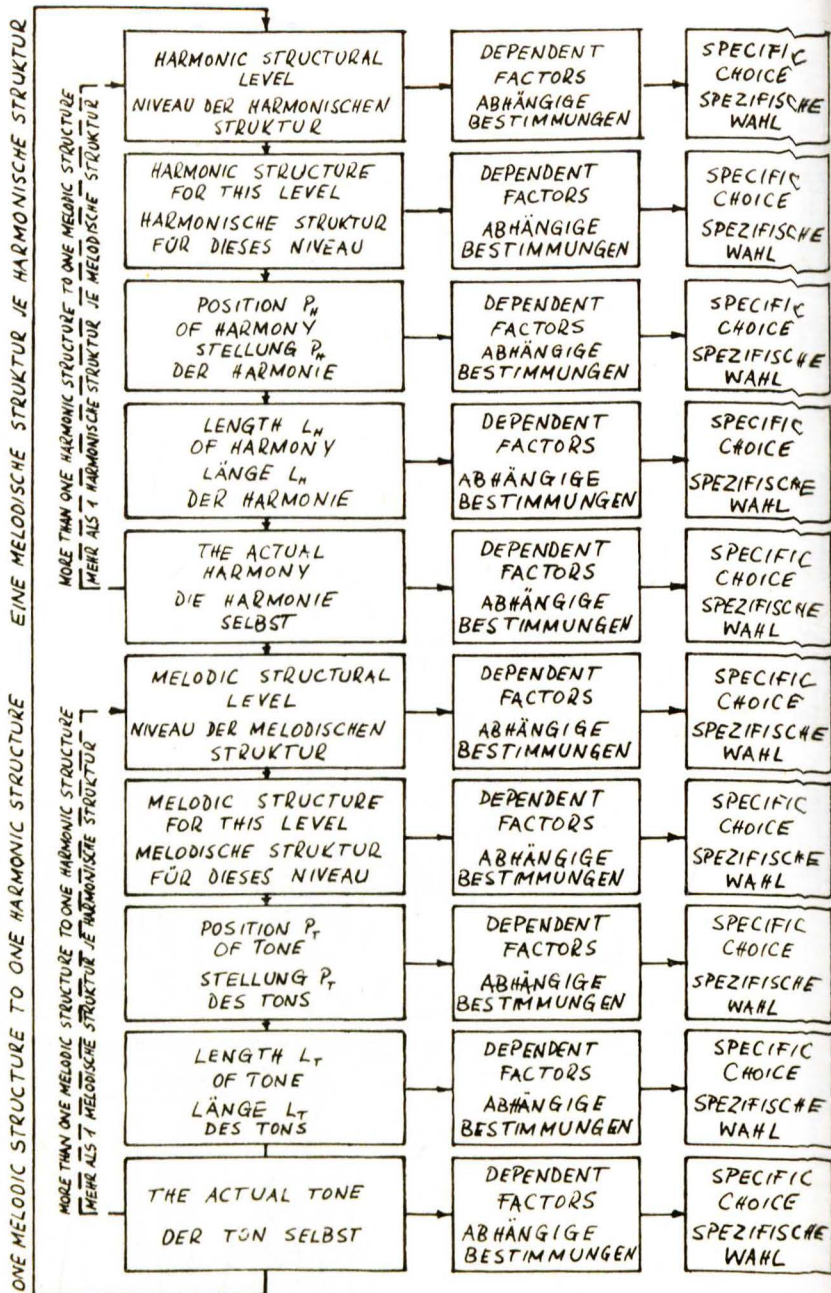 ONE MELODIC STRUCTURE TO ONE HARMONIC STRUCTURE EINE MELODISCHE STRUKTUR JE HARMONISCHE STRUKTUR
MORE THAN ONE HARMONIC STRUCTURE TO ONE MELODIC STRUCTURE
MEHR ALS 1 HARMONISCHE STRUKTUR JE MELODISCHE STRUKTUR
HARMONIC STRUCTURAL
LEVEL
NIVEAU DER HARMONISCHEN
STRUKTUR
DEPENDENT
FACTORS
ABHÄNGIGE
BESTIMMUNGEN
SPECIFIC
CHOICE
SPEZIFISCHE
WAHL
HARMONIC STRUCTURE
FOR THIS LEVEL
HARMONISCHE STRUKTUR
FÜR DIESES NIVEAU
DEPENDENT
FACTORS
ABHÄNGIGE
BESTIMMUNGEN
SPECIFIC
CHOICE
SPEZIFISCHE
WAHL
POSITION P_H
OF HARMONY
STELLUNG P_H
DER HARMONIE
DEPENDENT
FACTORS
ABHÄNGIGE
BESTIMMUNGEN
SPECIFIC
CHOICE
SPEZIFISCHE
WAHL
LENGTH L_H
OF HARMONY
LÄNGE L_H
DER HARMONIE
DEPENDENT
FACTORS
ABHÄNGIGE
BESTIMMUNGEN
SPECIFIC
CHOICE
SPEZIFISCHE
WAHL
THE ACTUAL
HARMONY
DIE HARMONIE
SELBST
DEPENDENT
FACTORS
ABHÄNGIGE
BESTIMMUNGEN
SPECIFIC
CHOICE
SPEZIFISCHE
WAHL
MORE THAN ONE MELODIC STRUCTURE TO ONE HARMONIC STRUCTURE
MEHR ALS 1 MELODISCHE STRUKTUR JE HARMONISCHE STRUKTUR
MELODIC STRUCTURAL
LEVEL
NIVEAU DER MELODISCHEN
STRUKTUR
DEPENDENT
FACTORS
ABHÄNGIGE
BESTIMMUNGEN
SPECIFIC
CHOICE
SPEZIFISCHE
WAHL
MELODIC STRUCTURE
FOR THIS LEVEL
MELODISCHE STRUKTUR
FÜR DIESES NIVEAU
DEPENDENT
FACTORS
ABHÄNGIGE
BESTIMMUNGEN
SPECIFIC
CHOICE
SPEZIFISCHE
WAHL
POSITION P_T
OF TONE
STELLUNG P_T
DES TONS
DEPENDENT
FACTORS
ABHÄNGIGE
BESTIMMUNGEN
SPECIFIC
CHOICE
SPEZIFISCHE
WAHL
LENGTH L_T
OF TONE
LÄNGE L_T
DES TONS
DEPENDENT
FACTORS
ABHÄNGIGE
BESTIMMUNGEN
SPECIFIC
CHOICE
SPEZIFISCHE
WAHL
THE ACTUAL TONE
DER TON SELBST
DEPENDENT
FACTORS
ABHÄNGIGE
BESTIMMUNGEN
SPECIFIC
CHOICE
SPEZIFISCHE
WAHL